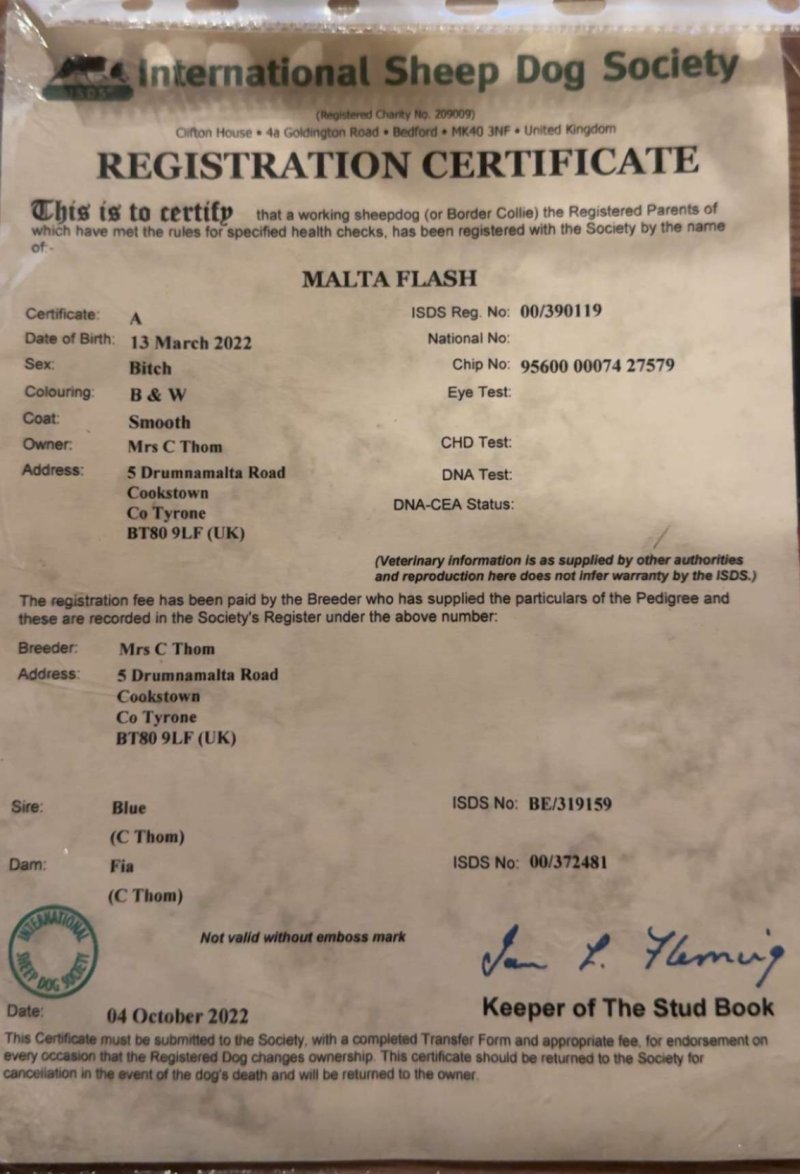 ISDS
International Sheep Dog Society
(Registered Charity No. 209009)
Clifton House • 4a Goldington Road • Bedford • MK40 3NF • United Kingdom
REGISTRATION CERTIFICATE
This is to certify that a working sheepdog (or Border Collie) the Registered Parents of
which have met the rules for specified health checks, has been registered with the Society by the name
of:-
MALTA FLASH
Certificate: A
ISDS Reg. No: 00/390119
Date of Birth: 13 March 2022
National No:
Sex: Bitch
Chip No: 95600 00074 27579
Colouring: B & W
Eye Test:
Coat: Smooth
Owner: Mrs C Thom
CHD Test:
Address: 5 Drumnamalta Road
DNA Test:
Cookstown
DNA-CEA Status:
Co Tyrone
BT80 9LF (UK)
(Veterinary information is as supplied by other authorities
and reproduction here does not infer warranty by the ISDS.)
The registration fee has been paid by the Breeder who has supplied the particulars of the Pedigree and
these are recorded in the Society's Register under the above number:
Breeder: Mrs C Thom
Address: 5 Drumnamalta Road
Cookstown
Co Tyrone
BT80 9LF (UK)
Sire: Blue
ISDS No: BE/319159
(C Thom)
Dam: Fia
ISDS No: 00/372481
(C Thom)
INTERNATIONAL SHEEP DOG SOCIETY
Not valid without emboss mark
Ian L. Fleming
Keeper of The Stud Book
Date: 04 October 2022
This Certificate must be submitted to the Society, with a completed Transfer Form and appropriate fee, for endorsement on
every occasion that the Registered Dog changes ownership. This certificate should be returned to the Society for
cancellation in the event of the dog's death and will be returned to the owner.